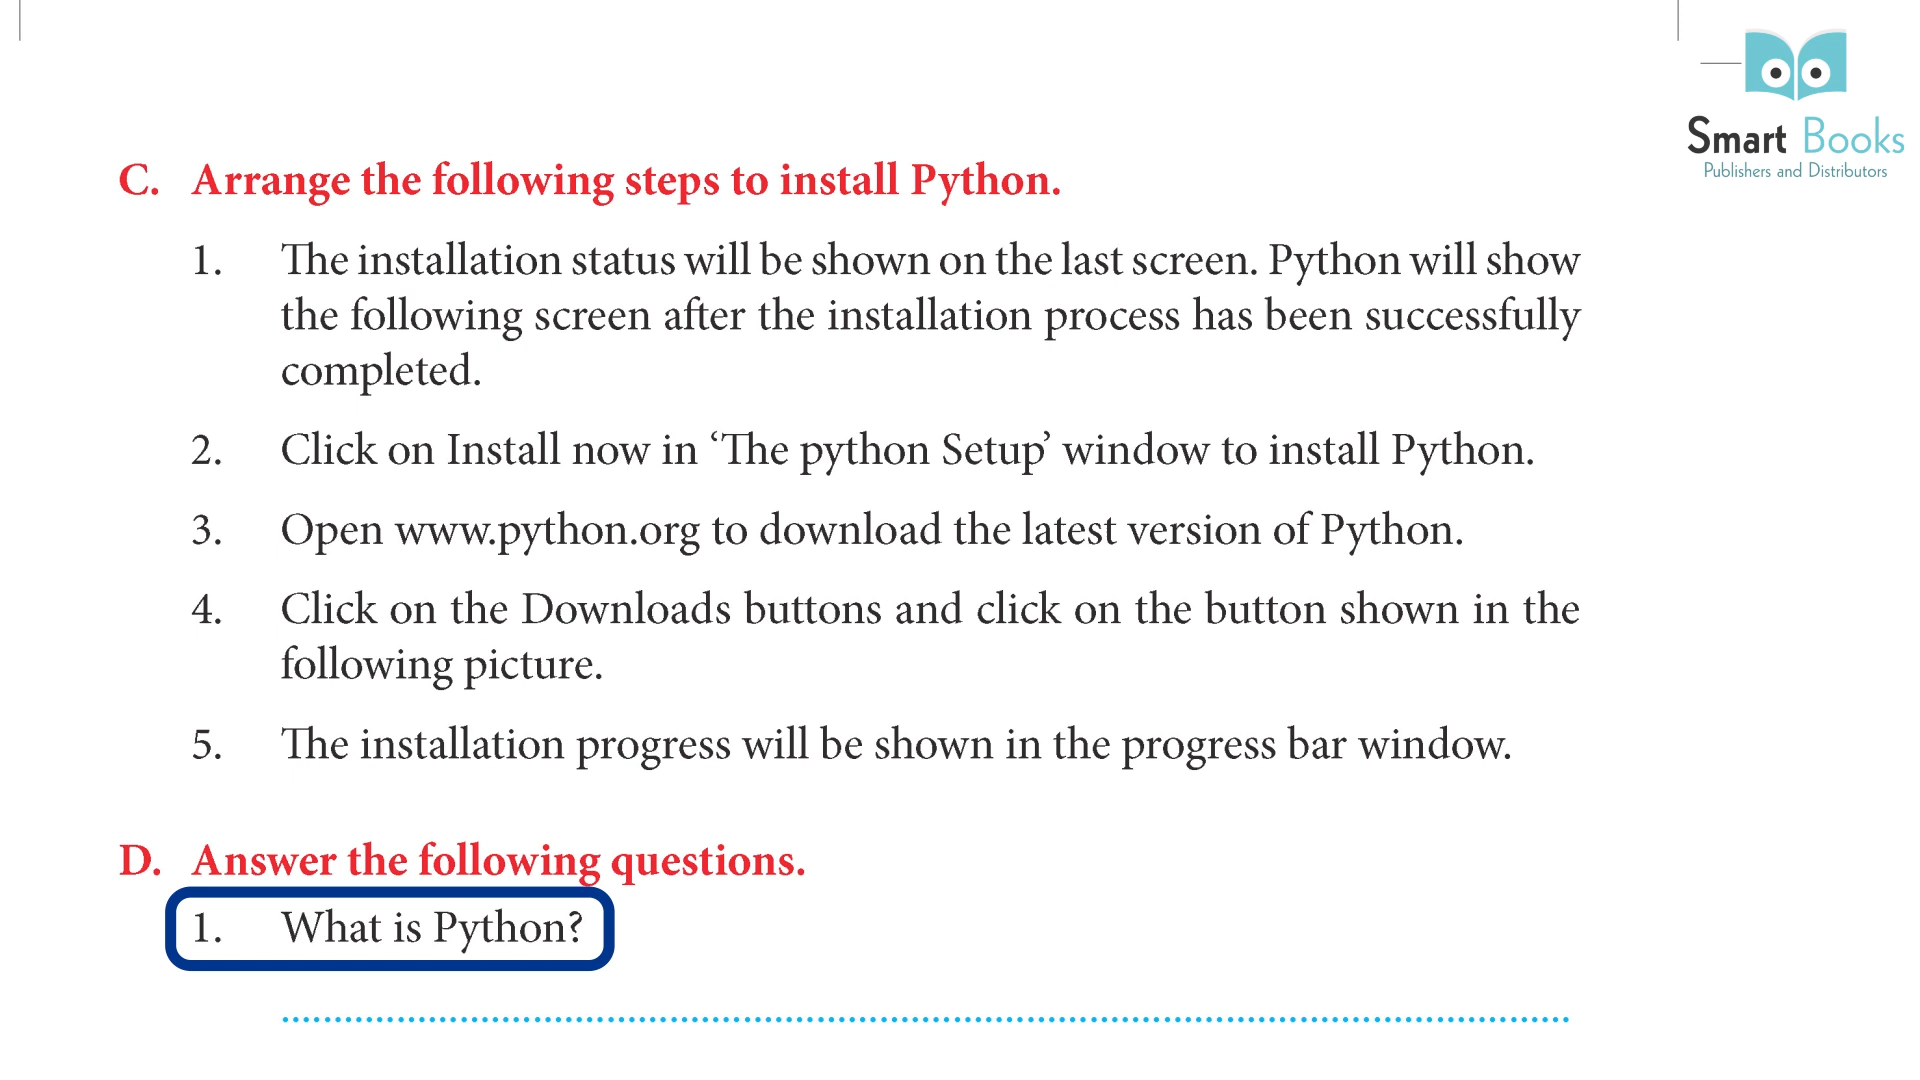 Smart Books
Publishers and Distributors
C. Arrange the following steps to install Python.
1. The installation status will be shown on the last screen. Python will show
the following screen after the installation process has been successfully
completed.
2. Click on Install now in ‘The python Setup’ window to install Python.
3. Open www.python.org to download the latest version of Python.
4. Click on the Downloads buttons and click on the button shown in the
following picture.
5. The installation progress will be shown in the progress bar window.
D. Answer the following questions.
1. What is Python?